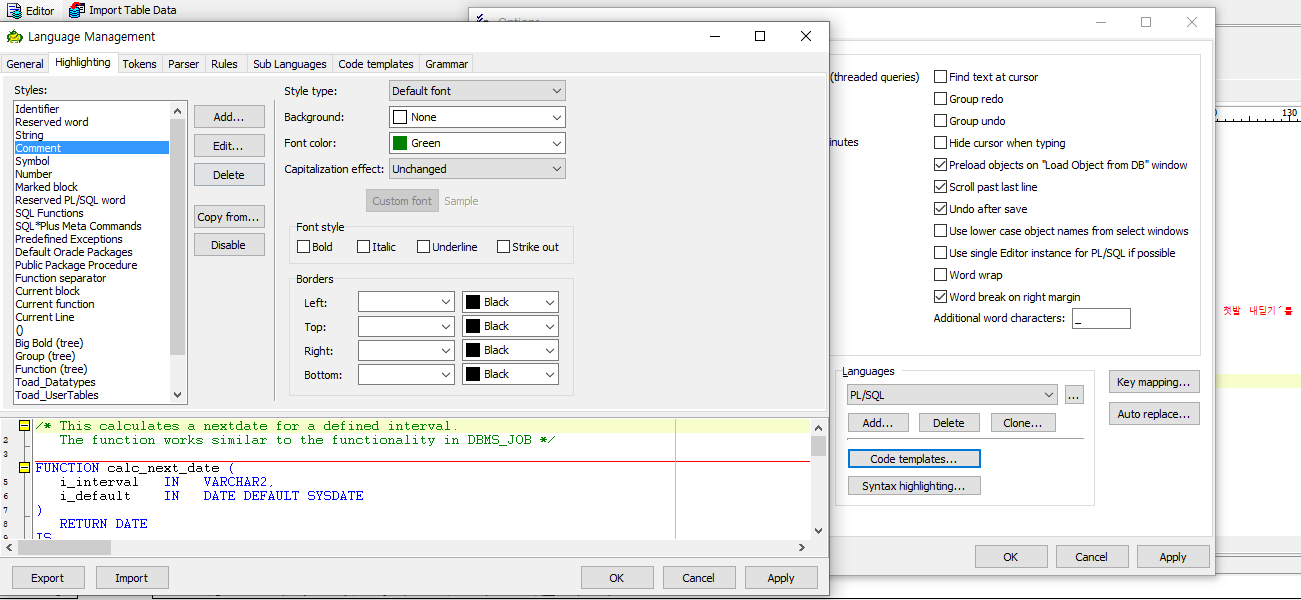 Editor
Import Table Data
Options
Language Management
General
Highlighting
Tokens
Parser
Rules
Sub Languages
Code templates
Grammar
Styles:
Identifier
Reserved word
String
Comment
Symbol
Number
Marked block
Reserved PL/SQL word
SQL Functions
SQL*Plus Meta Commands
Predefined Exceptions
Default Oracle Packages
Public Package Procedure
Function separator
Current block
Current function
Current Line
()
Big Bold (tree)
Group (tree)
Function (tree)
Toad_Datatypes
Toad_UserTables
Add...
Edit...
Delete
Copy from...
Disable
Style type:
Default font
Background:
None
Font color:
Green
Capitalization effect:
Unchanged
Custom font
Sample
Font style
Bold
Italic
Underline
Strike out
Borders
Left:
Black
Top:
Black
Right:
Black
Bottom:
Black
/* This calculates a nextdate for a defined interval.
2 The function works similar to the functionality in DBMS_JOB */
3
FUNCTION calc_next_date (
5 i_interval IN VARCHAR2,
6 i_default IN DATE DEFAULT SYSDATE
7 )
8 RETURN DATE
9 IS
Export
Import
OK
Cancel
Apply
(threaded queries)
inutes
Find text at cursor
Group redo
Group undo
Hide cursor when typing
Preload objects on "Load Object from DB" window
Scroll past last line
Undo after save
Use lower case object names from select windows
Use single Editor instance for PL/SQL if possible
Word wrap
Word break on right margin
Additional word characters:
_
Languages
PL/SQL
...
Add...
Delete
Clone...
Code templates...
Syntax highlighting...
Key mapping...
Auto replace...
OK
Cancel
Apply
130
첫발 내딛기'를